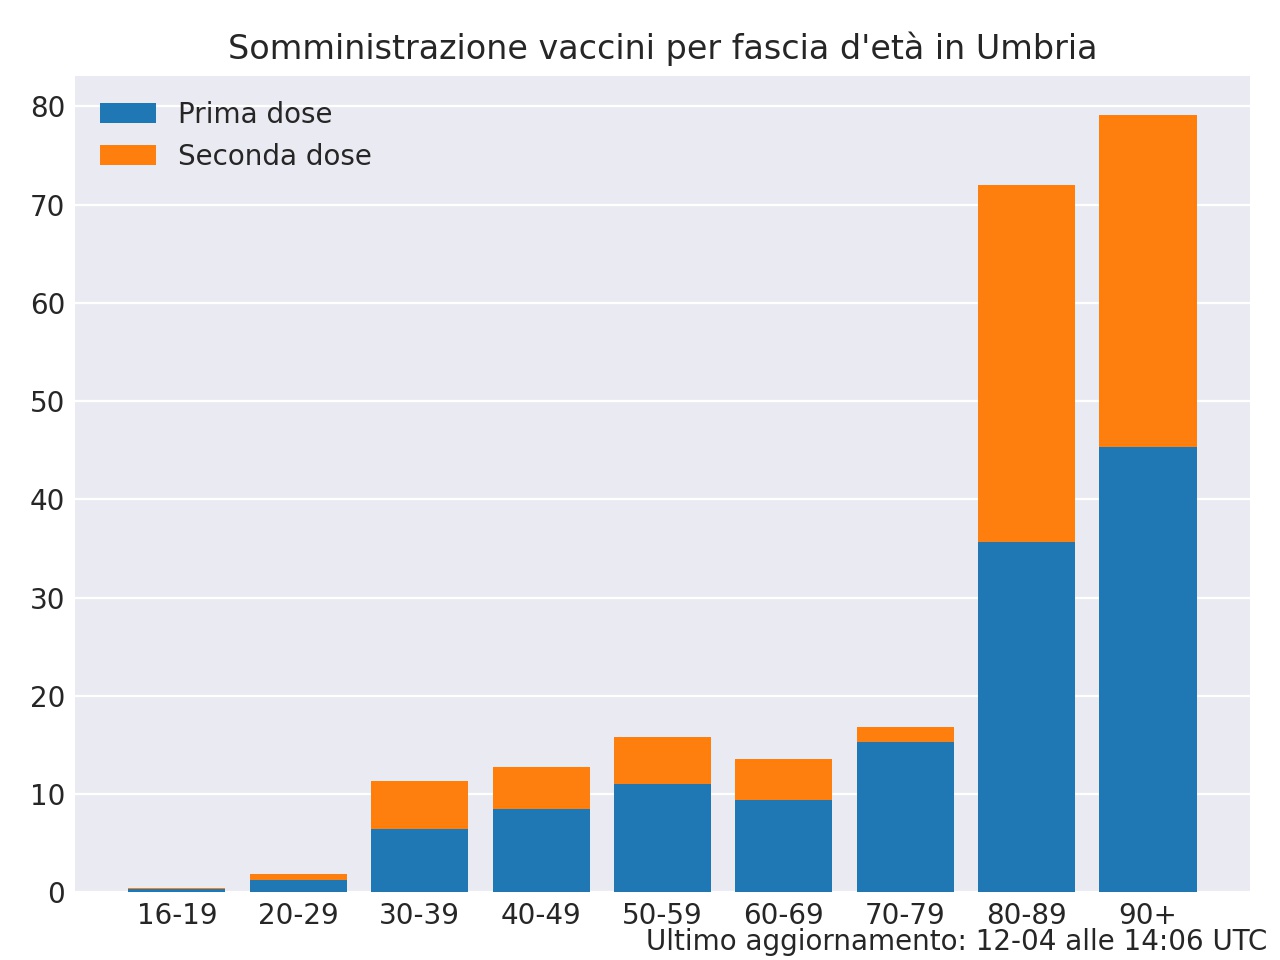 Somministrazione vaccini per fascia d'età in Umbria
80
70
60
50
40
30
20
10
0
Prima dose
Seconda dose
16-19 20-29 30-39 40-49 50-59 60-69 70-79 80-89 90+
Ultimo aggiornamento: 12-04 alle 14:06 UTC